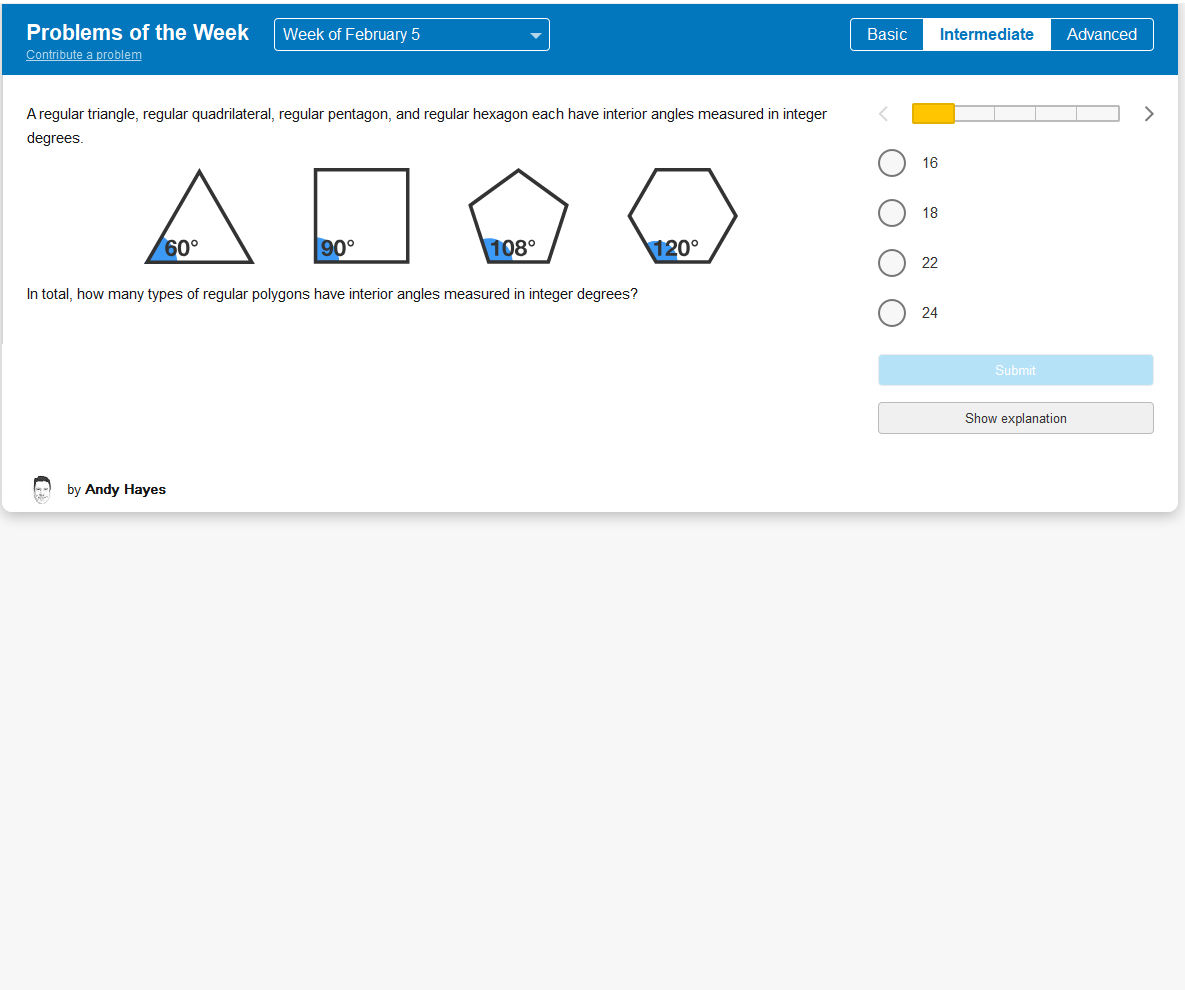 Problems of the Week
Contribute a problem
Week of February 5
Basic
Intermediate
Advanced
A regular triangle, regular quadrilateral, regular pentagon, and regular hexagon each have interior angles measured in integer
degrees.
60°
90°
108°
120°
In total, how many types of regular polygons have interior angles measured in integer degrees?
16
18
22
24
Submit
Show explanation
by Andy Hayes